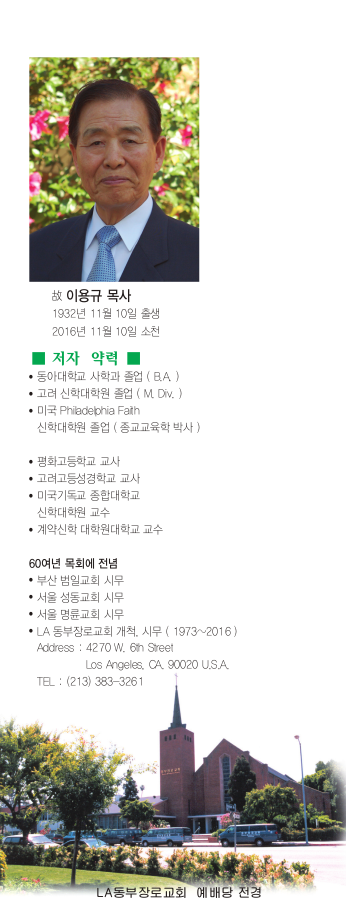 故 이용규 목사
1932년 11월 10일 출생
2016년 11월 10일 소천
■ 저자 약력 ■
• 동아대학교 사학과 졸업 ( B.A. )
• 고려 신학대학원 졸업 ( M. Div. )
• 미국 Philadelphia Faith
신학대학원 졸업 ( 종교교육학 박사 )
• 평화고등학교 교사
• 고려고등성경학교 교사
• 미국기독교 종합대학교
신학대학원 교수
• 계약신학 대학원대학교 교수
60여년 목회에 전념
• 부산 범일교회 시무
• 서울 성동교회 시무
• 서울 명륜교회 시무
• LA 동부장로교회 개척, 시무 ( 1973~2016 )
Address : 4270 W. 6th Street
Los Angeles, CA. 90020 U.S.A.
TEL : (213) 383-3261
LA동부장로교회 예배당 전경